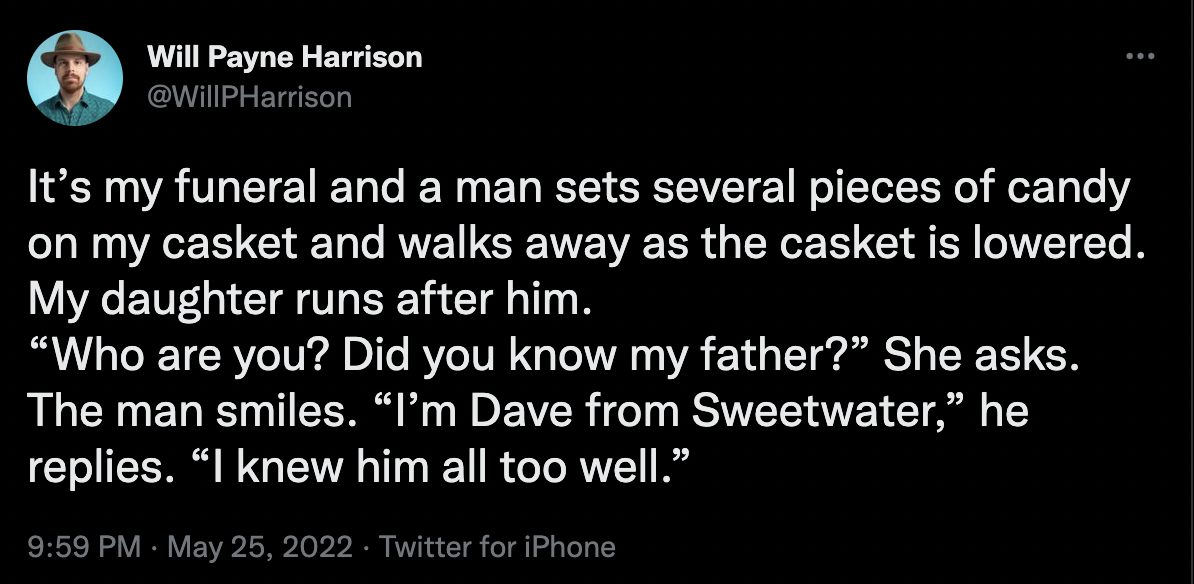 Will Payne Harrison
@WillPHarrison
It’s my funeral and a man sets several pieces of candy
on my casket and walks away as the casket is lowered.
My daughter runs after him.
“Who are you? Did you know my father?” She asks.
The man smiles. “I’m Dave from Sweetwater,” he
replies. “I knew him all too well.”
9:59 PM · May 25, 2022 · Twitter for iPhone